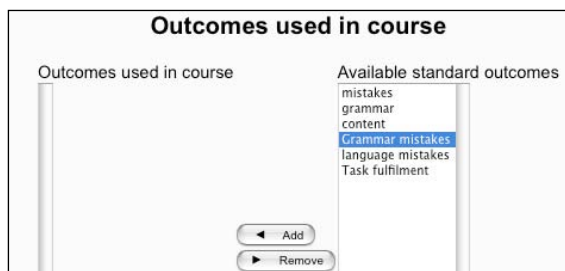 Outcomes used in course
Outcomes used in course
Available standard outcomes
mistakes
grammar
content
Grammar mistakes
language mistakes
Task fulfilment
Add
Remove